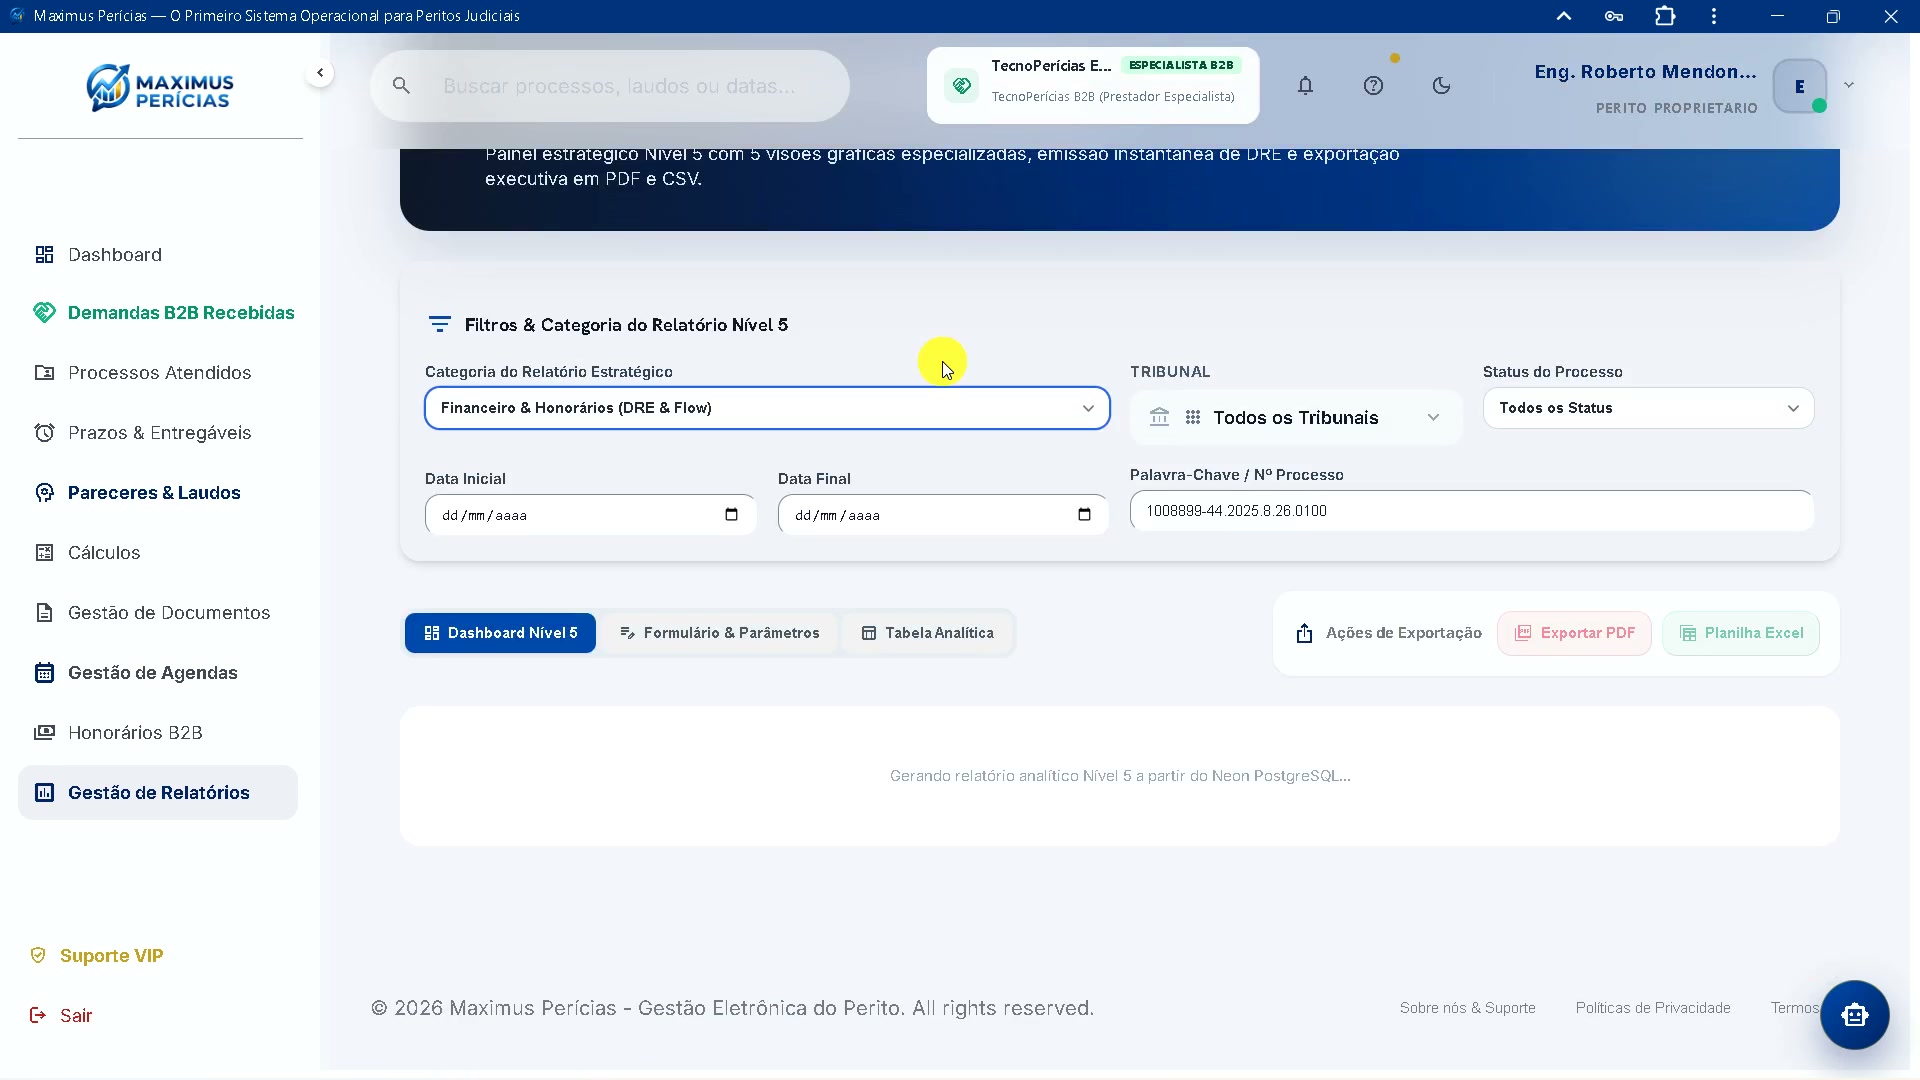 Maximus Perícias — O Primeiro Sistema Operacional para Peritos Judiciais
MAXIMUS
PERÍCIAS
Buscar processos, laudos ou datas...
TecnoPerícias E...
ESPECIALISTA B2B
TecnoPerícias B2B (Prestador Especialista)
Eng. Roberto Mendon...
PERITO PROPRIETARIO
E
Painel estratégico Nível 5 com 5 visões gráficas especializadas, emissão instantânea de DRE e exportação
executiva em PDF e CSV.
Dashboard
Demandas B2B Recebidas
Processos Atendidos
Prazos & Entregáveis
Pareceres & Laudos
Cálculos
Gestão de Documentos
Gestão de Agendas
Honorários B2B
Gestão de Relatórios
Suporte VIP
Sair
Filtros & Categoria do Relatório Nível 5
Categoria do Relatório Estratégico
Financeiro & Honorários (DRE & Flow)
TRIBUNAL
Todos os Tribunais
Status do Processo
Todos os Status
Data Inicial
dd/mm/aaaa
Data Final
dd/mm/aaaa
Palavra-Chave / Nº Processo
1008899-44.2025.8.26.0100
Dashboard Nível 5
Formulário & Parâmetros
Tabela Analítica
Ações de Exportação
Exportar PDF
Planilha Excel
Gerando relatório analítico Nível 5 a partir do Neon PostgreSQL...
© 2026 Maximus Perícias - Gestão Eletrônica do Perito. All rights reserved.
Sobre nós & Suporte
Políticas de Privacidade
Termos